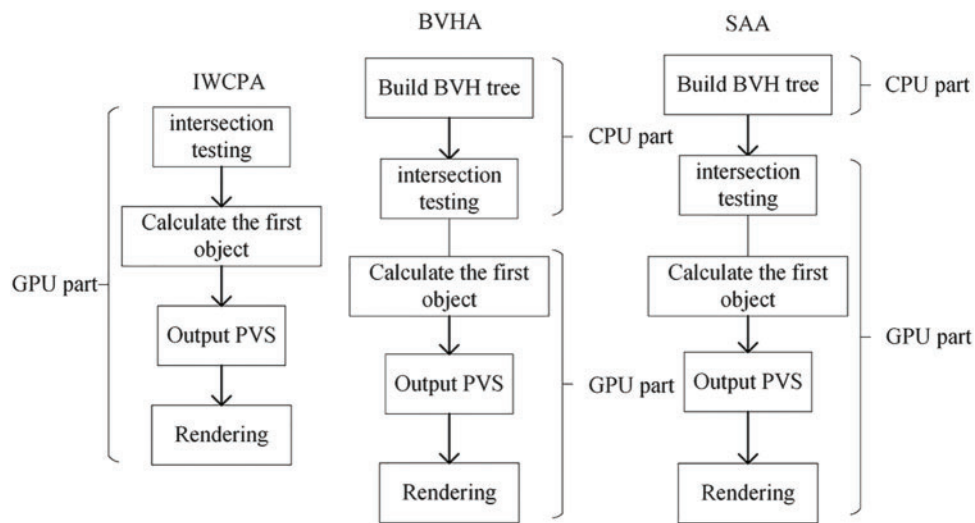 IWCPA
intersection
testing
Calculate the first
object
Output PVS
Rendering
GPU part
BVHA
Build BVH tree
intersection
testing
Calculate the first
object
Output PVS
Rendering
CPU part
GPU part
SAA
Build BVH tree
intersection
testing
Calculate the first
object
Output PVS
Rendering
CPU part
GPU part